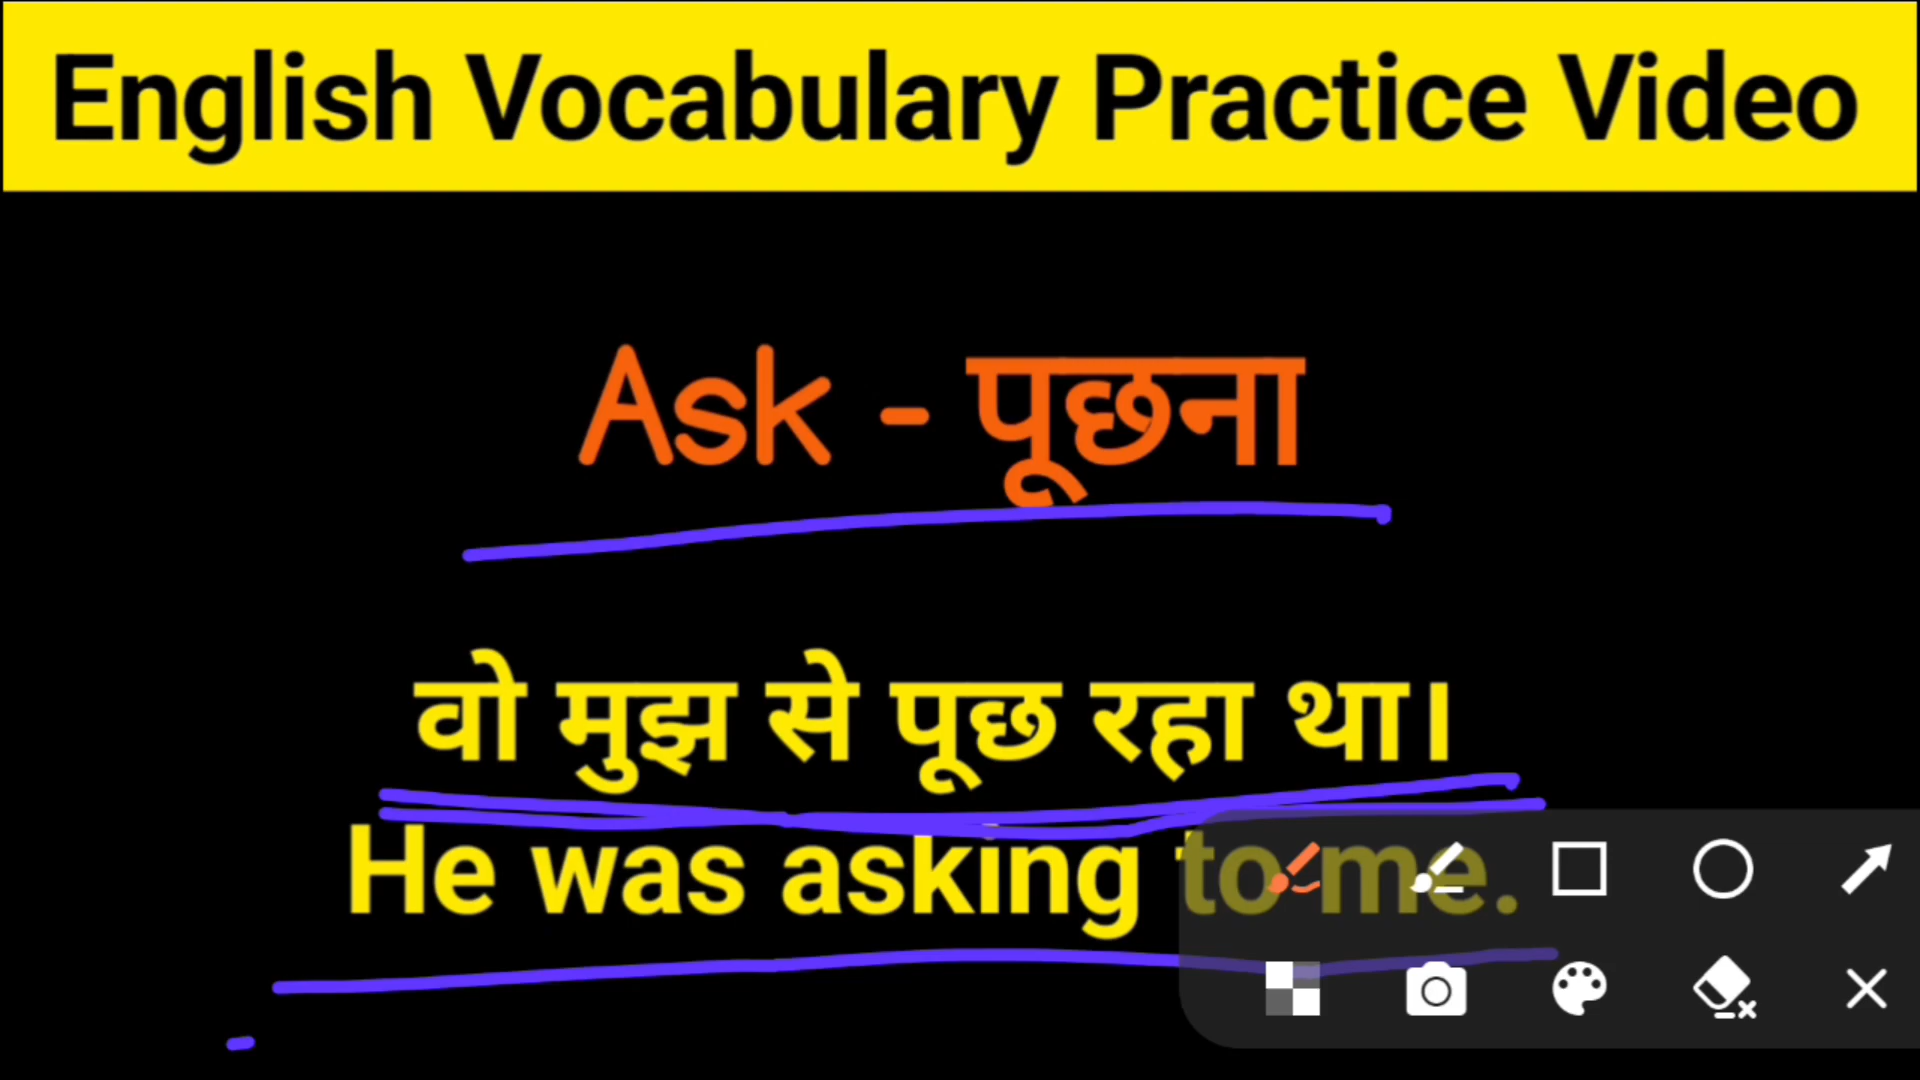 English Vocabulary Practice Video
Ask - पूछना
वो मुझ से पूछ रहा था।
He was asking to me.